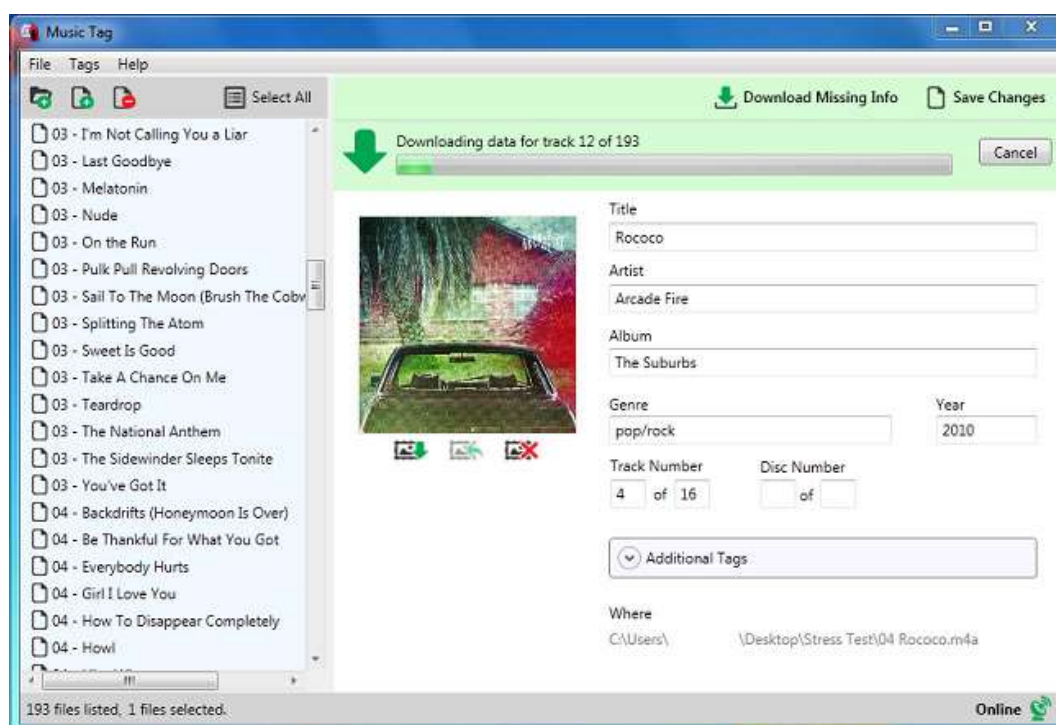 Music Tag
File Tags Help
Select All
Download Missing Info
Save Changes
03 - I'm Not Calling You a Liar
03 - Last Goodbye
03 - Melatonin
03 - Nude
03 - On the Run
03 - Pulk Pull Revolving Doors
03 - Sail To The Moon (Brush The Cobw
03 - Splitting The Atom
03 - Sweet Is Good
03 - Take A Chance On Me
03 - Teardrop
03 - The National Anthem
03 - The Sidewinder Sleeps Tonite
03 - You've Got It
04 - Backdrifts (Honeymoon Is Over)
04 - Be Thankful For What You Got
04 - Everybody Hurts
04 - Girl I Love You
04 - How To Disappear Completely
04 - Howl
Downloading data for track 12 of 193
Cancel
Title
Rococo
Artist
Arcade Fire
Album
The Suburbs
Genre Year
pop/rock 2010
Track Number Disc Number
4 of 16 of
Additional Tags
Where
C:\Users\ \Desktop\Stress Test\04 Rococo.m4a
193 files listed, 1 files selected.
Online